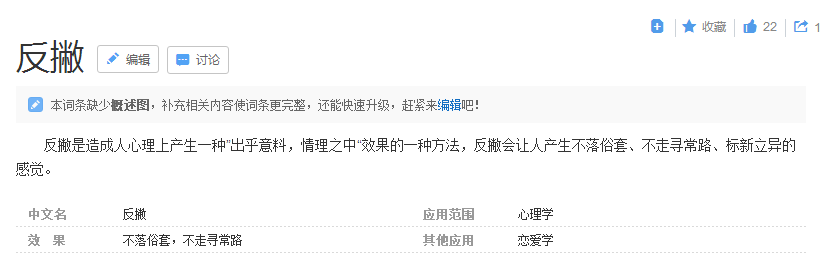 收藏 22 1
反撇 编辑 讨论
本词条缺少概述图，补充相关内容使词条更完整，还能快速升级，赶紧来编辑吧！
反撇是造成人心理上产生一种”出乎意料，情理之中“效果的一种方法，反撇会让人产生不落俗套、不走寻常路、标新立异的
感觉。
中文名 反撇 应用范围 心理学
效 果 不落俗套，不走寻常路 其他应用 恋爱学